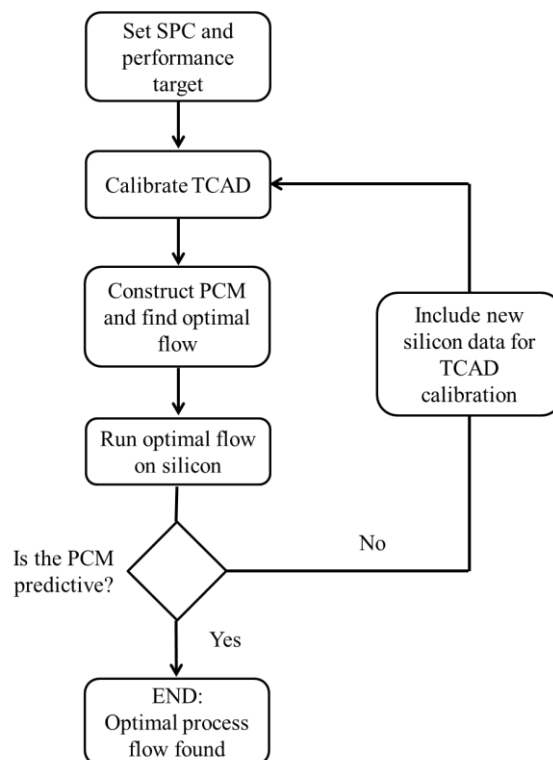 Set SPC and
performance
target
Calibrate TCAD
Construct PCM
and find optimal
flow
Include new
silicon data for
TCAD
calibration
Run optimal flow
on silicon
Is the PCM
predictive?
No
Yes
END:
Optimal process
flow found